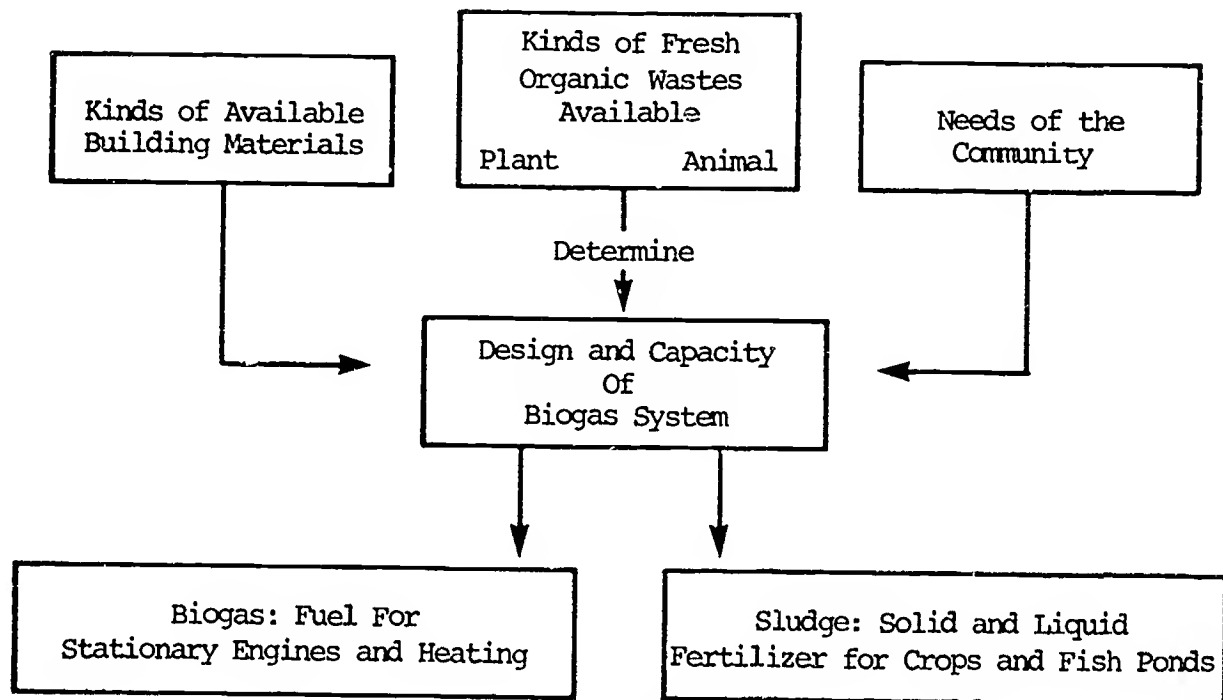 Kinds of Available
Building Materials
Kinds of Fresh
Organic Wastes
Available
Plant Animal
Needs of the
Community
Determine
Design and Capacity
Of
Biogas System
Biogas: Fuel For
Stationary Engines and Heating
Sludge: Solid and Liquid
Fertilizer for Crops and Fish Ponds